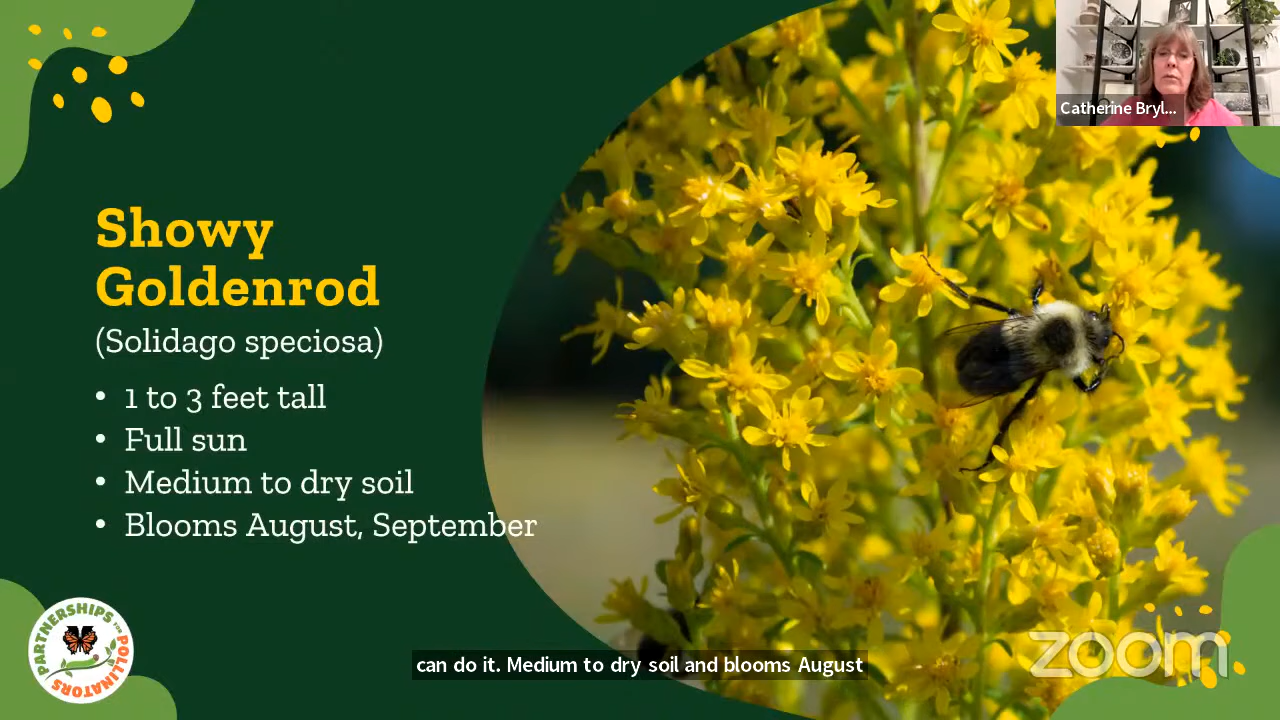 Catherine Bryl...
Showy
Goldenrod
(Solidago speciosa)
• 1 to 3 feet tall
• Full sun
• Medium to dry soil
• Blooms August, September
PARTNERSHIPS FOR POLLINATORS
can do it. Medium to dry soil and blooms August
zoom